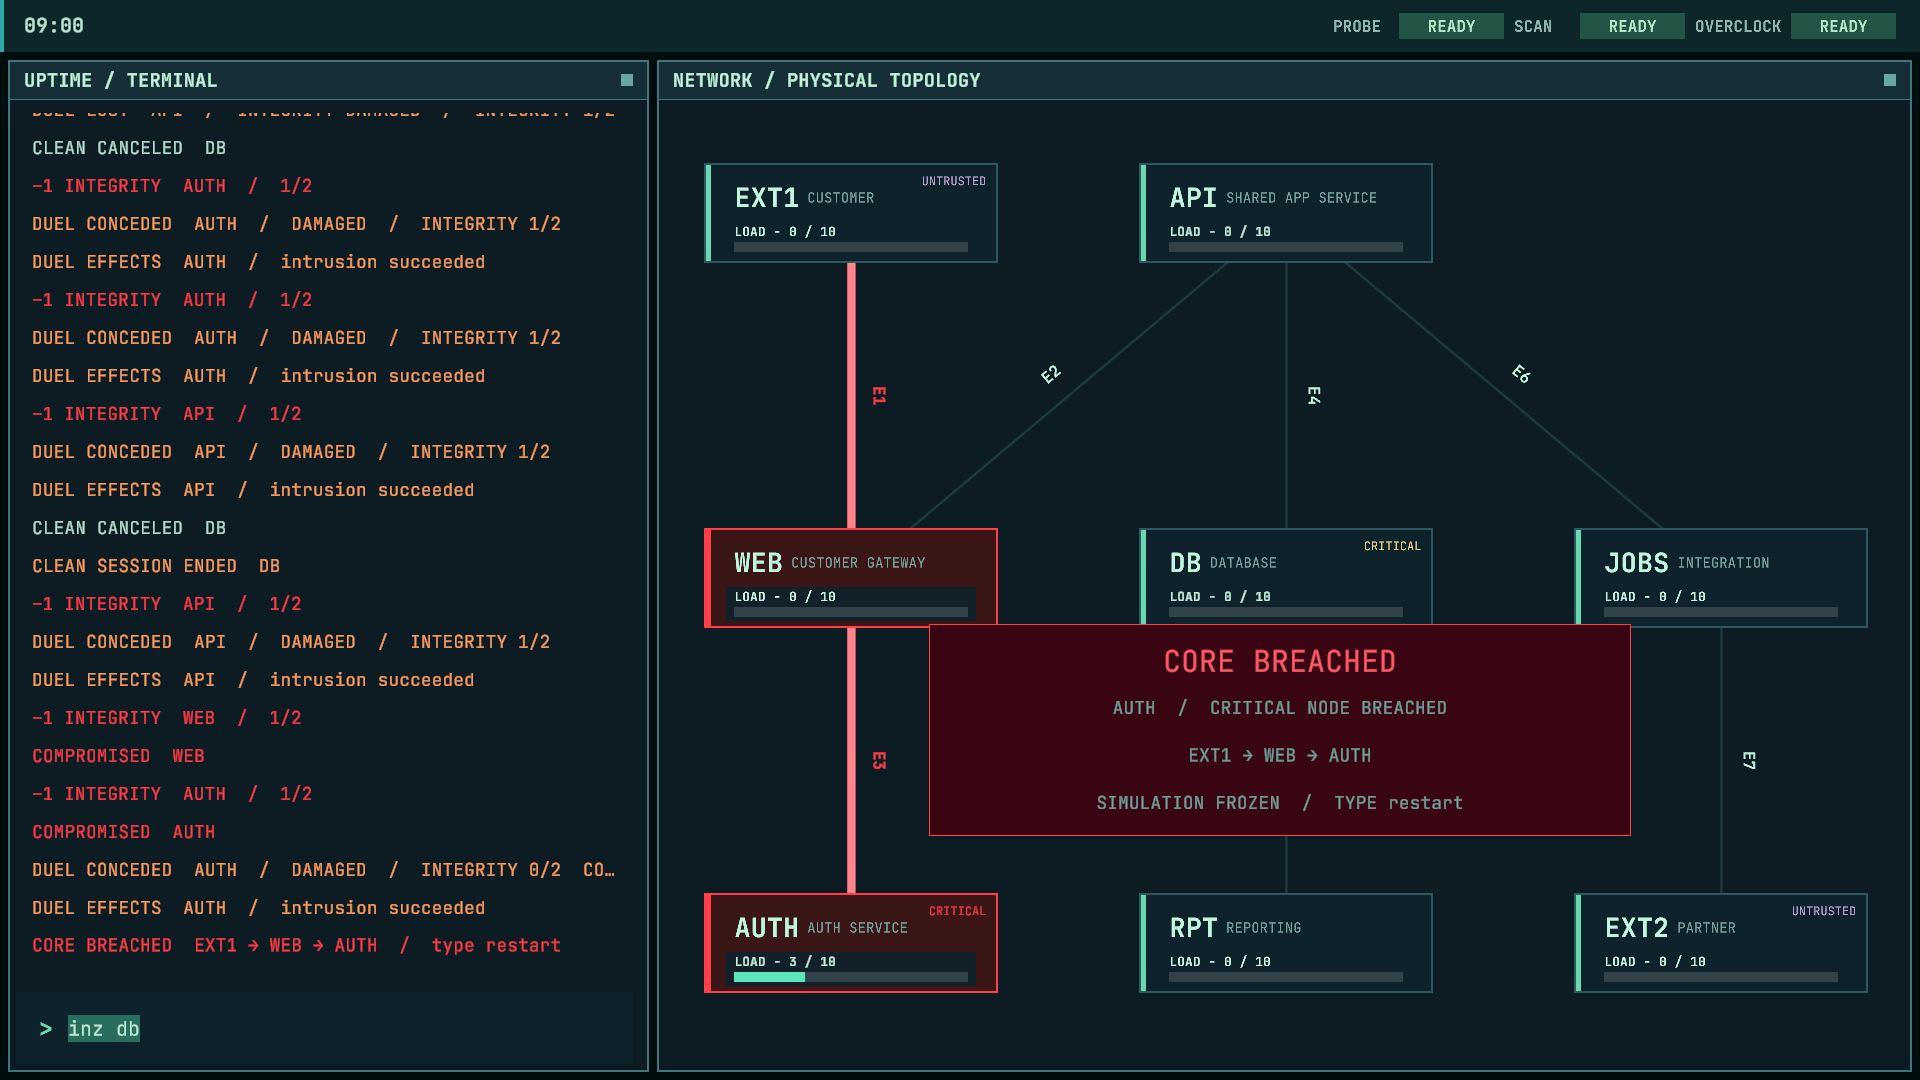 09:00
PROBE READY SCAN READY OVERCLOCK READY
UPTIME / TERMINAL
CLEAN CANCELED DB
−1 INTEGRITY AUTH / 1/2
DUEL CONCEDED AUTH / DAMAGED / INTEGRITY 1/2
DUEL EFFECTS AUTH / intrusion succeeded
−1 INTEGRITY AUTH / 1/2
DUEL CONCEDED AUTH / DAMAGED / INTEGRITY 1/2
DUEL EFFECTS AUTH / intrusion succeeded
−1 INTEGRITY API / 1/2
DUEL CONCEDED API / DAMAGED / INTEGRITY 1/2
DUEL EFFECTS API / intrusion succeeded
CLEAN CANCELED DB
CLEAN SESSION ENDED DB
−1 INTEGRITY API / 1/2
DUEL CONCEDED API / DAMAGED / INTEGRITY 1/2
DUEL EFFECTS API / intrusion succeeded
−1 INTEGRITY WEB / 1/2
COMPROMISED WEB
−1 INTEGRITY AUTH / 1/2
COMPROMISED AUTH
DUEL CONCEDED AUTH / DAMAGED / INTEGRITY 0/2 CO…
DUEL EFFECTS AUTH / intrusion succeeded
CORE BREACHED EXT1 → WEB → AUTH / type restart
> inz db
NETWORK / PHYSICAL TOPOLOGY
UNTRUSTED
EXT1 CUSTOMER
LOAD - 0 / 10
API SHARED APP SERVICE
LOAD - 0 / 10
E1
E2
E4
E6
WEB CUSTOMER GATEWAY
LOAD - 0 / 10
CRITICAL
DB DATABASE
LOAD - 0 / 10
JOBS INTEGRATION
LOAD - 0 / 10
CORE BREACHED
AUTH / CRITICAL NODE BREACHED
EXT1 → WEB → AUTH
SIMULATION FROZEN / TYPE restart
E3
E7
CRITICAL
AUTH AUTH SERVICE
LOAD - 3 / 10
RPT REPORTING
LOAD - 0 / 10
UNTRUSTED
EXT2 PARTNER
LOAD - 0 / 10